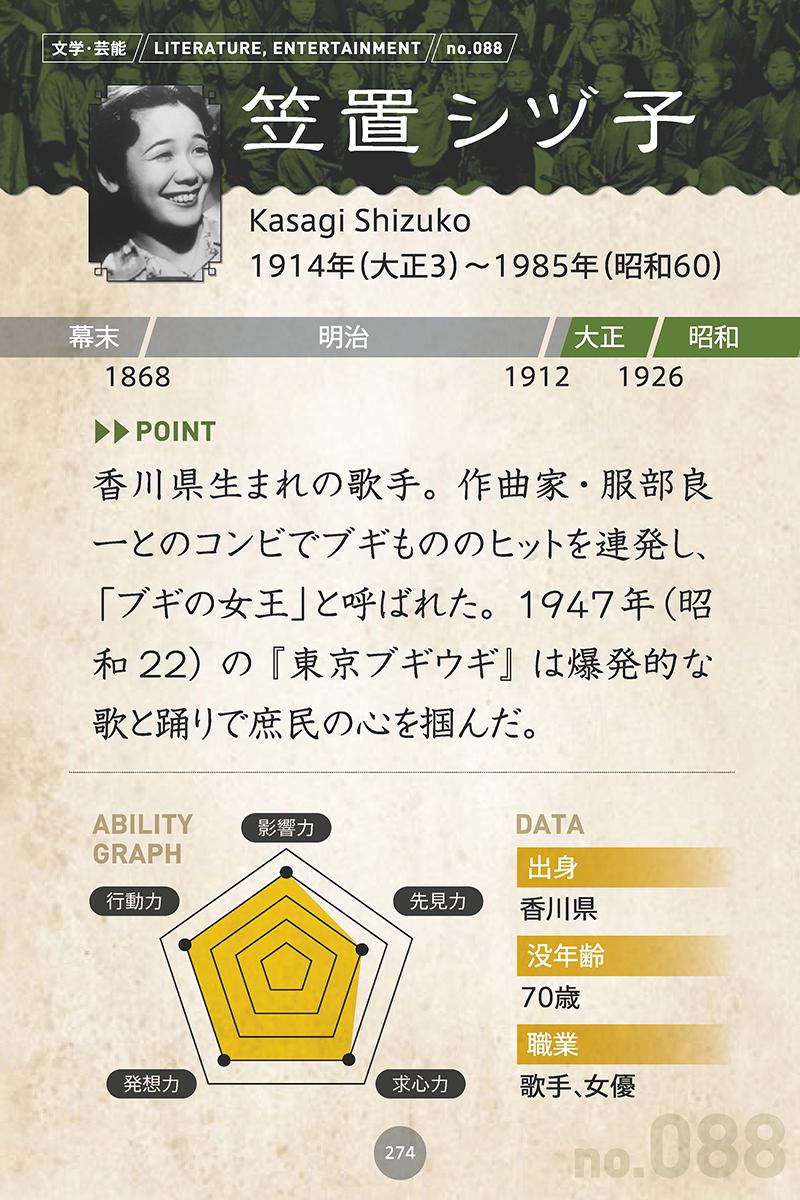 文学・芸能 LITERATURE, ENTERTAINMENT no.088
笠置シヅ子
Kasagi Shizuko
1914年(大正3)～1985年(昭和60)
幕末 明治 大正 昭和
1868 1912 1926
POINT
香川県生まれの歌手。作曲家・服部良
一とのコンビでブギもののヒットを連発し、
「ブギの女王」と呼ばれた。1947年(昭
和22)の『東京ブギウギ』は爆発的な
歌と踊りで庶民の心を掴んだ。
ABILITY
GRAPH
影響力
行動力
先見力
発想力
求心力
DATA
出身
香川県
没年齢
70歳
職業
歌手、女優
274
no.088